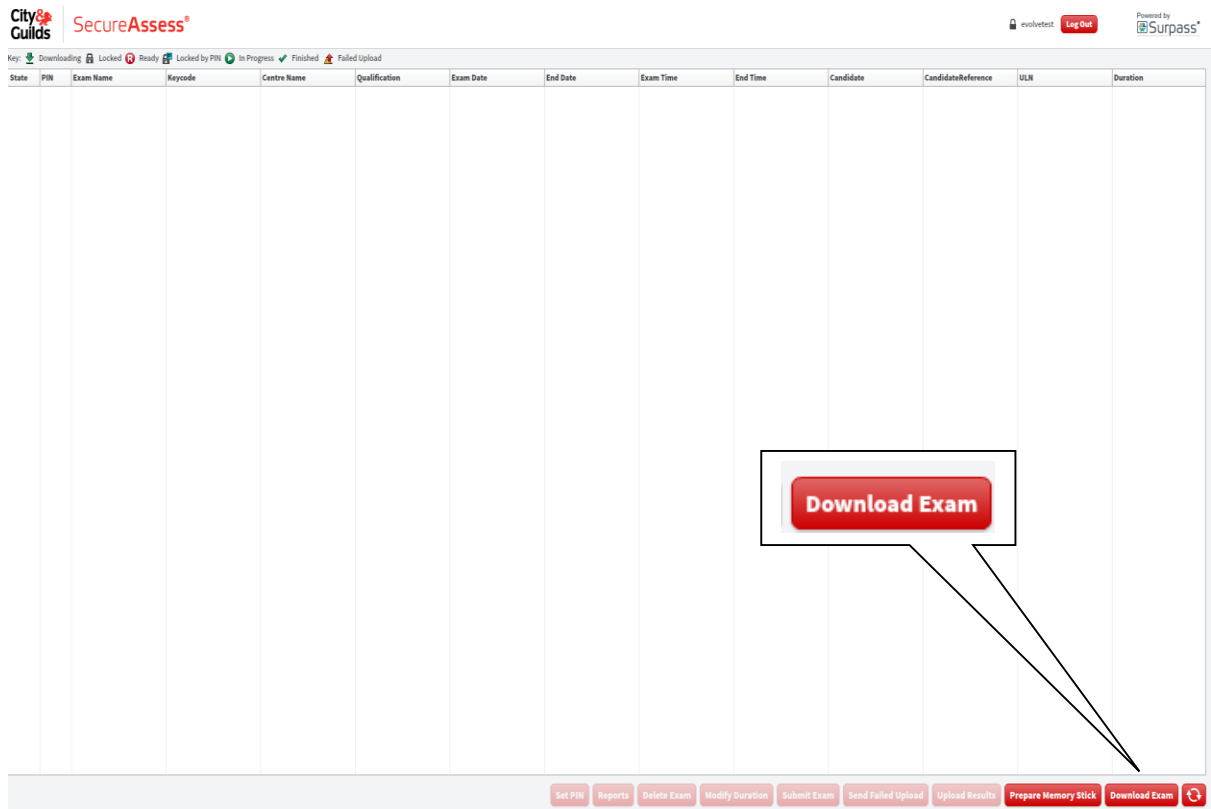 City& Guilds
SecureAssess®
evolvetest Log Out
Powered by
Surpass®
Key: Downloading Locked R Ready Locked by PIN In Progress Finished Failed Upload
State PIN Exam Name Keycode Centre Name Qualification Exam Date End Date Exam Time End Time Candidate CandidateReference ULN Duration
Download Exam
Set PIN Reports Delete Exam Modify Duration Submit Exam Send Failed Upload Upload Results Prepare Memory Stick Download Exam